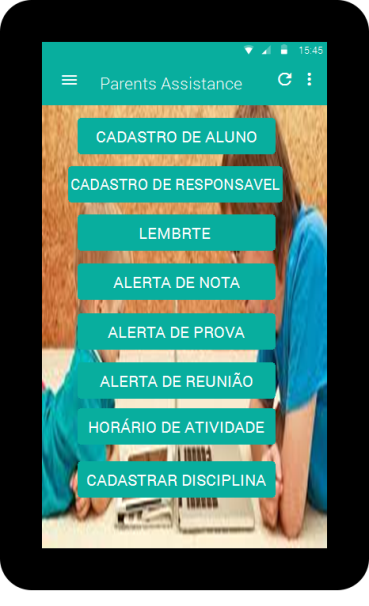 15:45
Parents Assistance
CADASTRO DE ALUNO
CADASTRO DE RESPONSAVEL
LEMBRTE
ALERTA DE NOTA
ALERTA DE PROVA
ALERTA DE REUNIÃO
HORÁRIO DE ATIVIDADE
CADASTRAR DISCIPLINA